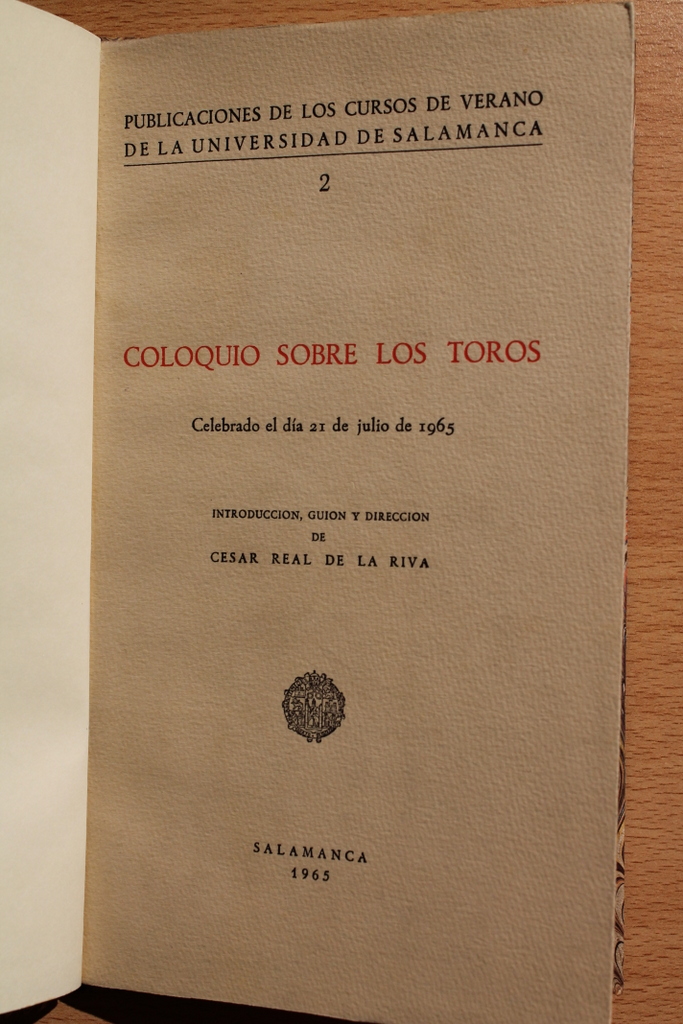 PUBLICACIONES DE LOS CURSOS DE VERANO
DE LA UNIVERSIDAD DE SALAMANCA
2
COLOQUIO SOBRE LOS TOROS
Celebrado el día 21 de julio de 1965
INTRODUCCION, GUION Y DIRECCION
DE
CESAR REAL DE LA RIVA
SALAMANCA
1965